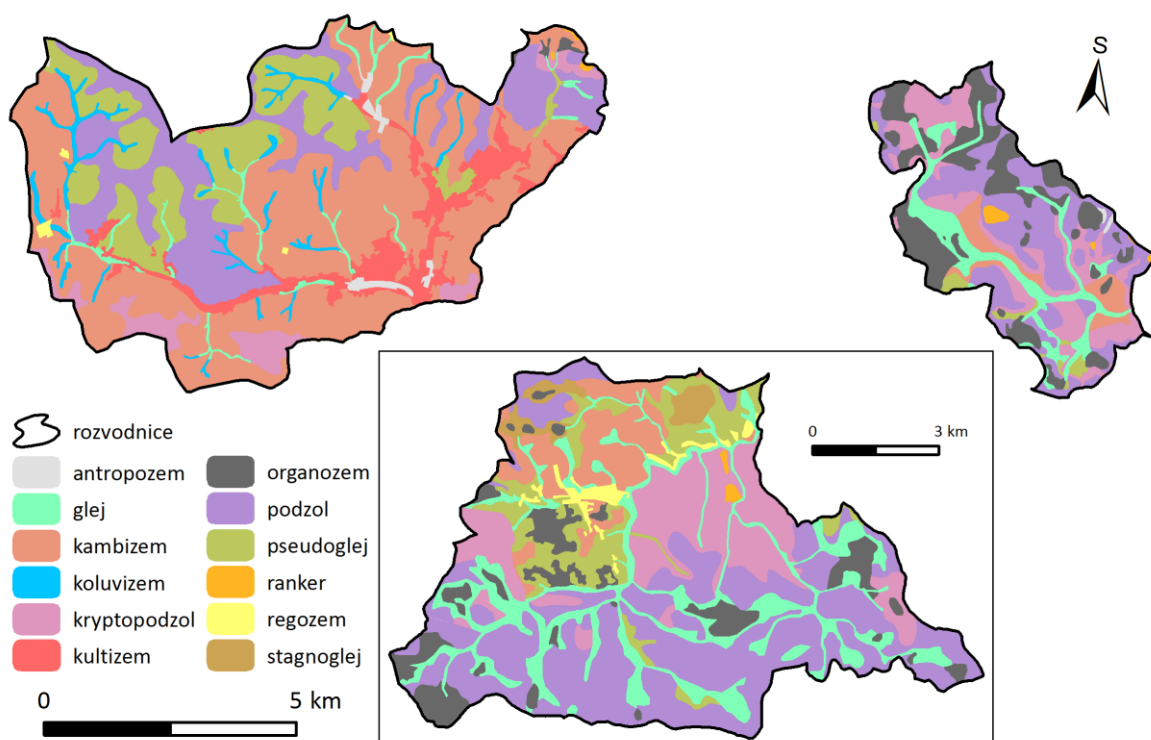 S
rozvodnice
antropozem
glej
kambizem
koluvizem
kryptopodzol
kultizem
organozem
podzol
pseudoglej
ranker
regozem
stagnoglej
0 5 km
0 3 km